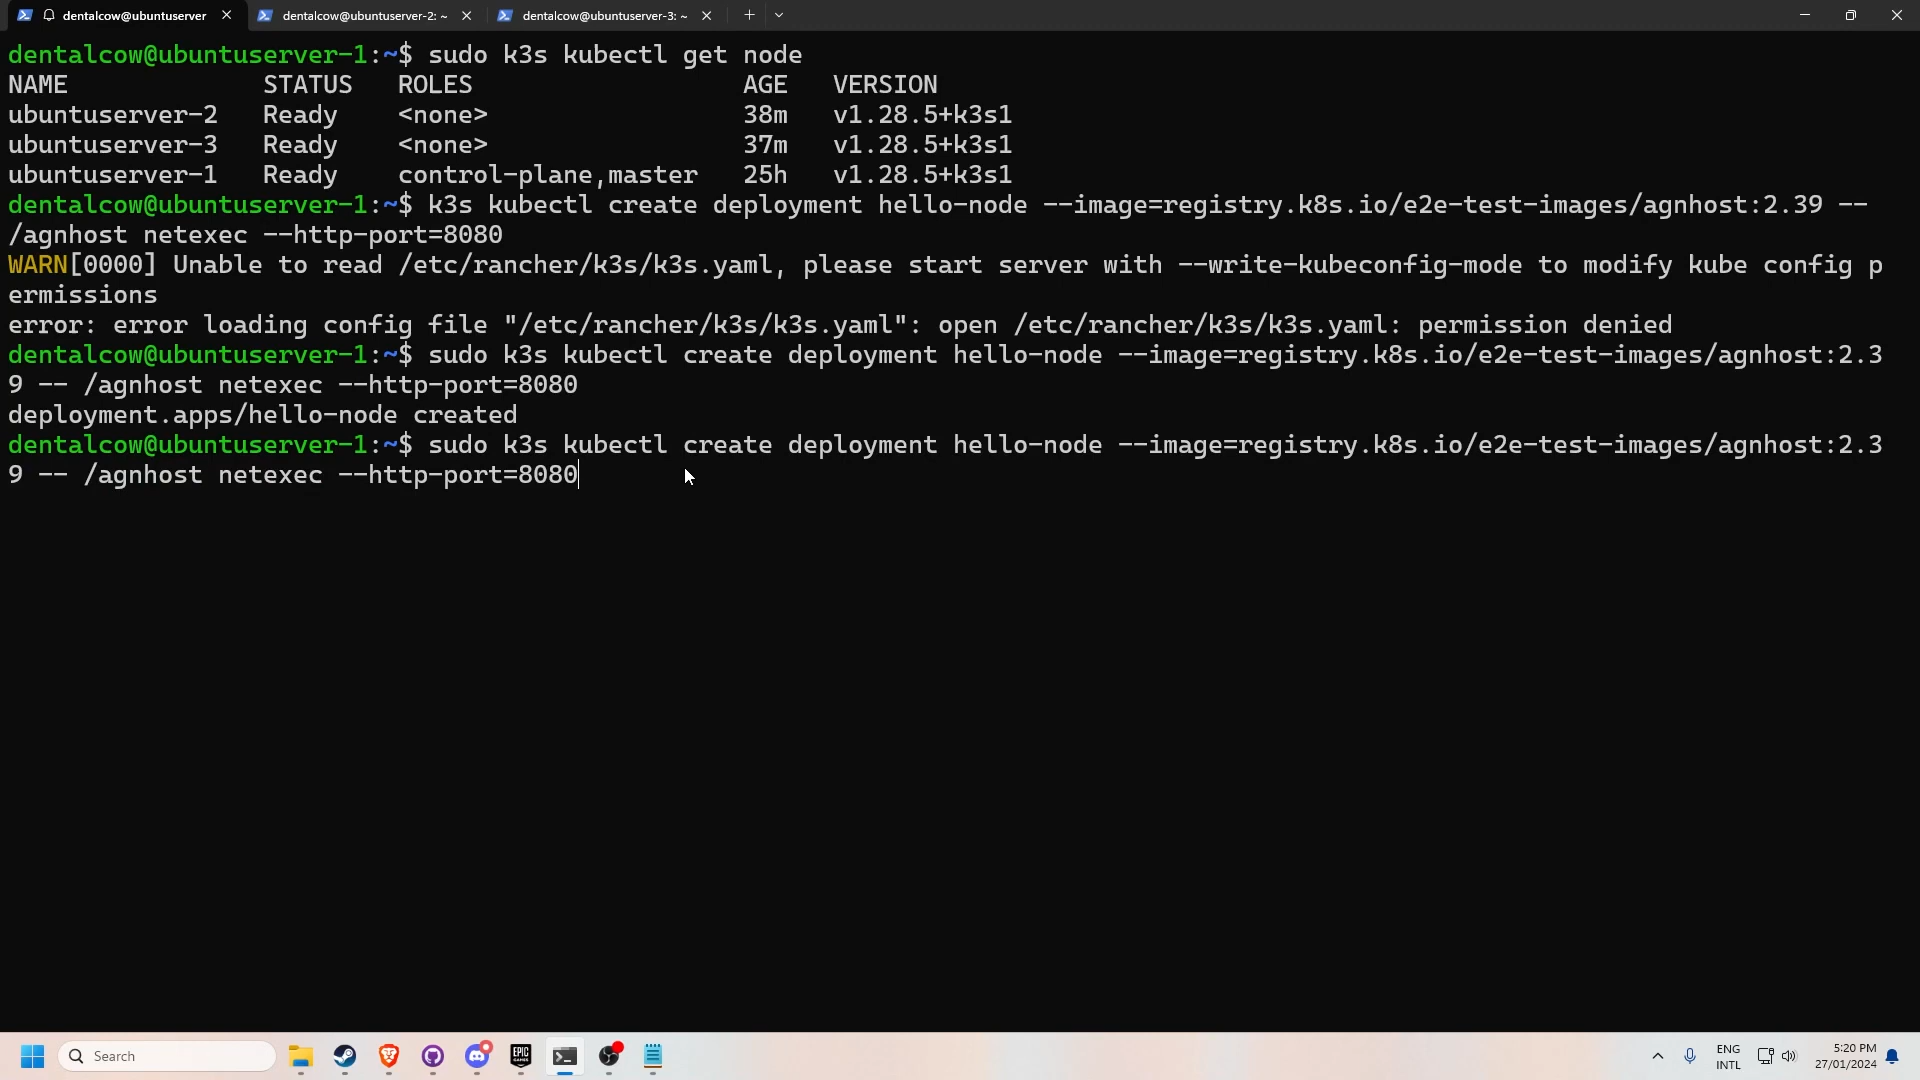 dentalcow@ubuntuserver dentalcow@ubuntuserver-2: ~ dentalcow@ubuntuserver-3: ~
dentalcow@ubuntuserver-1:~$ sudo k3s kubectl get node
NAME STATUS ROLES AGE VERSION
ubuntuserver-2 Ready <none> 38m v1.28.5+k3s1
ubuntuserver-3 Ready <none> 37m v1.28.5+k3s1
ubuntuserver-1 Ready control-plane,master 25h v1.28.5+k3s1
dentalcow@ubuntuserver-1:~$ k3s kubectl create deployment hello-node --image=registry.k8s.io/e2e-test-images/agnhost:2.39 --
/agnhost netexec --http-port=8080
WARN[0000] Unable to read /etc/rancher/k3s/k3s.yaml, please start server with --write-kubeconfig-mode to modify kube config p
ermissions
error: error loading config file "/etc/rancher/k3s/k3s.yaml": open /etc/rancher/k3s/k3s.yaml: permission denied
dentalcow@ubuntuserver-1:~$ sudo k3s kubectl create deployment hello-node --image=registry.k8s.io/e2e-test-images/agnhost:2.3
9 -- /agnhost netexec --http-port=8080
deployment.apps/hello-node created
dentalcow@ubuntuserver-1:~$ sudo k3s kubectl create deployment hello-node --image=registry.k8s.io/e2e-test-images/agnhost:2.3
9 -- /agnhost netexec --http-port=8080
Search
EPIC
GAMES
ENG
INTL
5:20 PM
27/01/2024